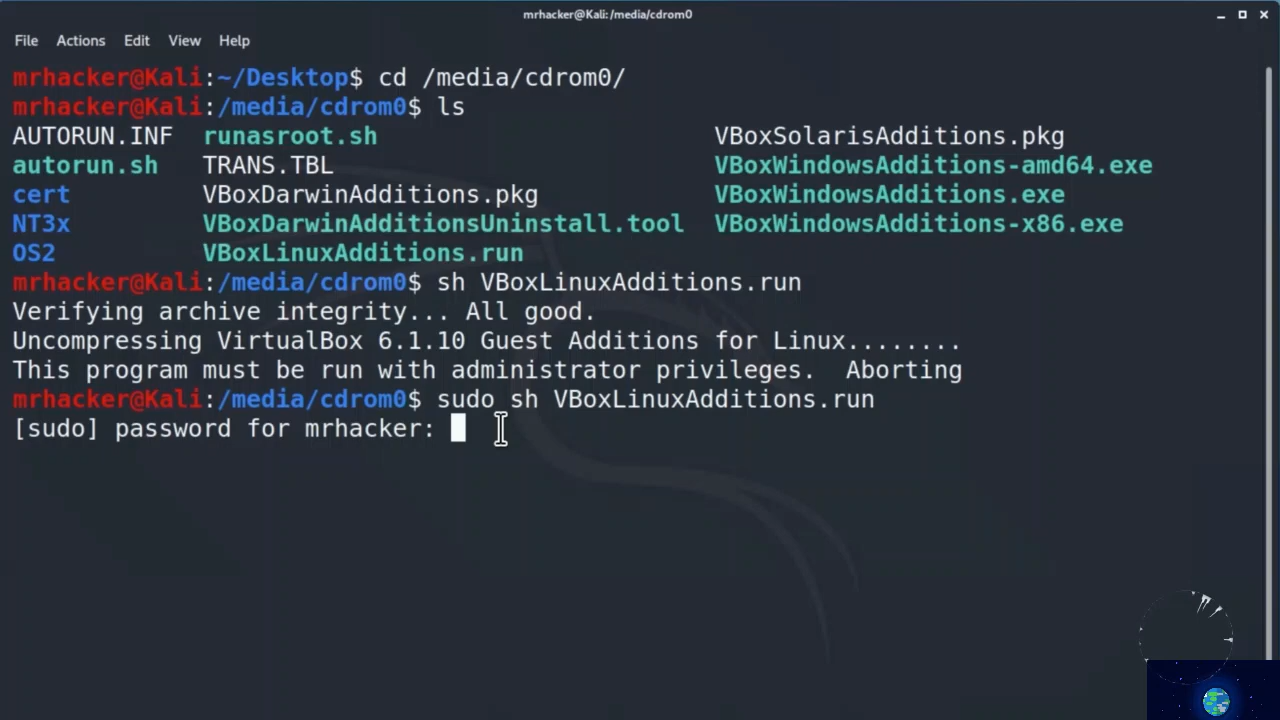 mrhacker@Kali:/media/cdrom0
File Actions Edit View Help
mrhacker@Kali:~/Desktop$ cd /media/cdrom0/
mrhacker@Kali:/media/cdrom0$ ls
AUTORUN.INF runasroot.sh VBoxSolarisAdditions.pkg
autorun.sh TRANS.TBL VBoxWindowsAdditions-amd64.exe
cert VBoxDarwinAdditions.pkg VBoxWindowsAdditions.exe
NT3x VBoxDarwinAdditionsUninstall.tool VBoxWindowsAdditions-x86.exe
OS2 VBoxLinuxAdditions.run
mrhacker@Kali:/media/cdrom0$ sh VBoxLinuxAdditions.run
Verifying archive integrity... All good.
Uncompressing VirtualBox 6.1.10 Guest Additions for Linux........
This program must be run with administrator privileges.  Aborting
mrhacker@Kali:/media/cdrom0$ sudo sh VBoxLinuxAdditions.run
[sudo] password for mrhacker: